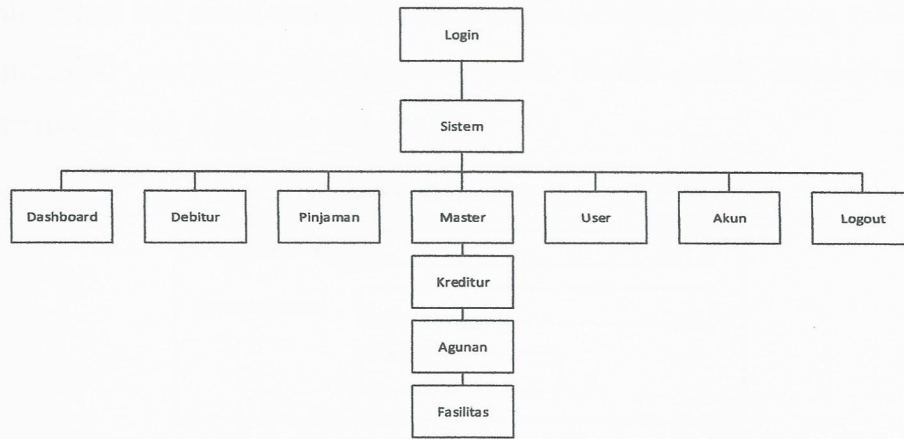 Login
Sistem
Dashboard
Debitur
Pinjaman
Master
User
Akun
Logout
Kreditur
Agunan
Fasilitas